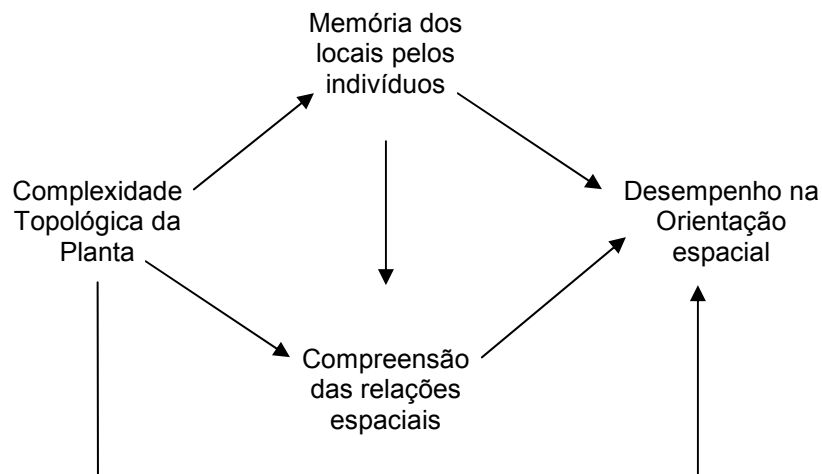 Memória dos
locais pelos
indivíduos
Complexidade
Topológica da
Planta
Desempenho na
Orientação
espacial
Compreensão
das relações
espaciais